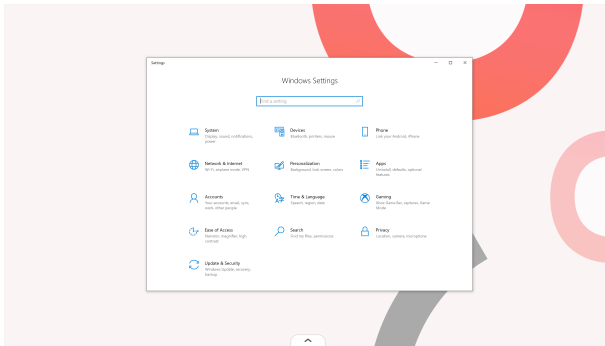 Settings
Windows Settings
Find a setting
System
Display, sound, notifications,
power
Devices
Bluetooth, printers, mouse
Phone
Link your Android, iPhone
Network & Internet
Wi-Fi, airplane mode, VPN
Personalization
Background, lock screen, colors
Apps
Uninstall, defaults, optional
features
Accounts
Your accounts, email, sync,
work, other people
Time & Language
Speech, region, date
Gaming
Xbox Game Bar, captures, Game
Mode
Ease of Access
Narrator, magnifier, high
contrast
Search
Find my files, permissions
Privacy
Location, camera, microphone
Update & Security
Windows Update, recovery,
backup